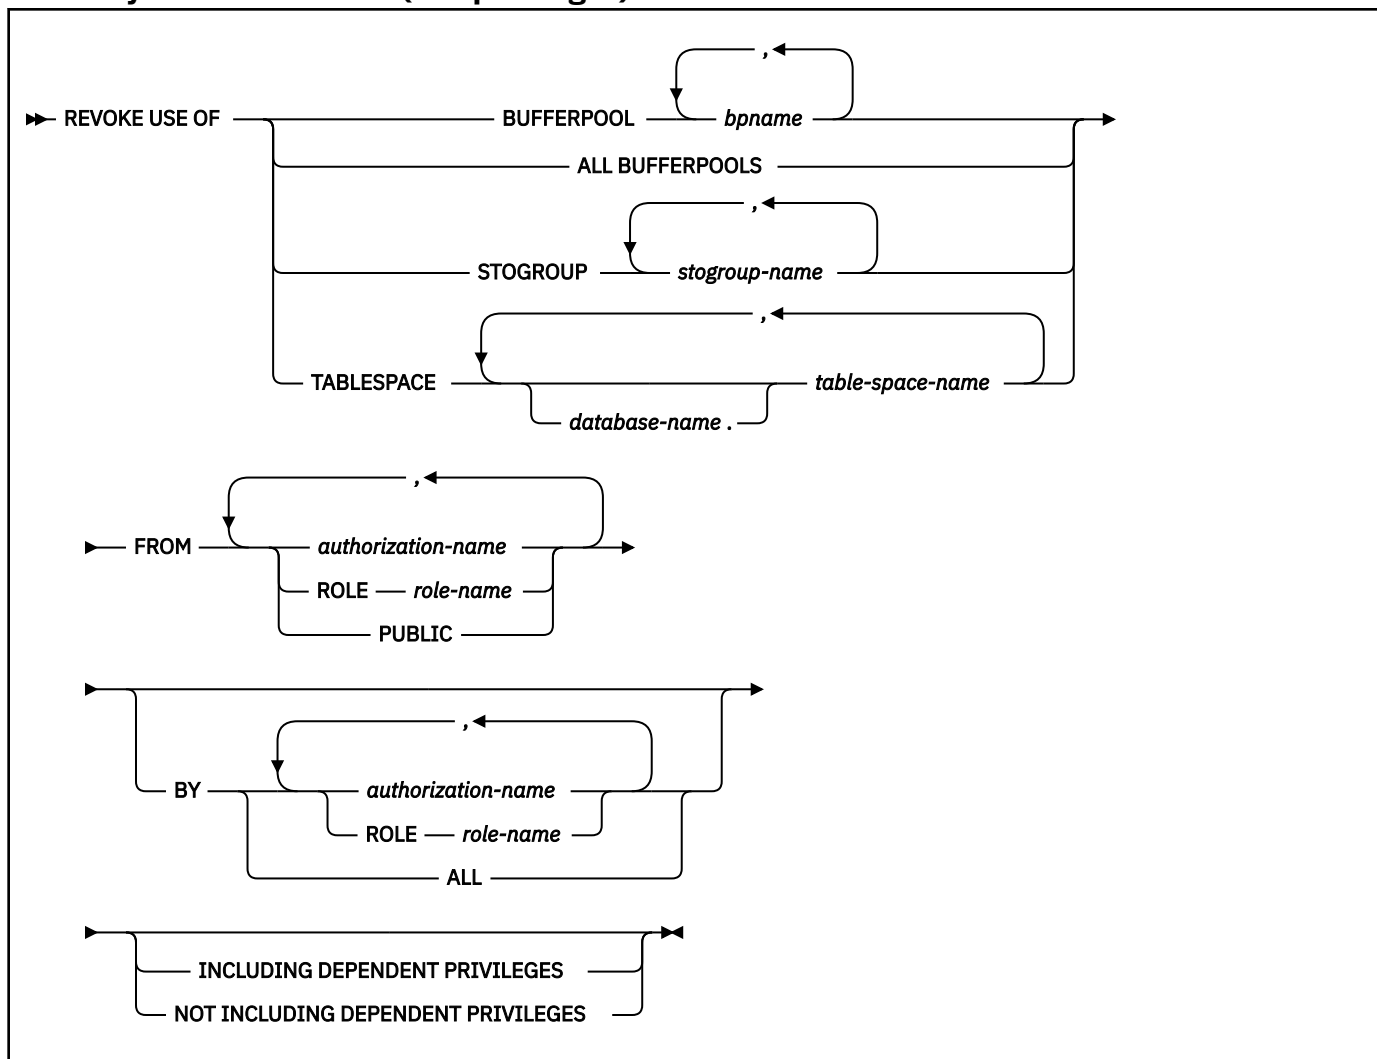 ,
REVOKE USE OF BUFFERPOOL bpname
ALL BUFFERPOOLS
,
STOGROUP stogroup-name
,
TABLESPACE table-space-name
database-name .
,
FROM authorization-name
ROLE role-name
PUBLIC
,
BY authorization-name
ROLE role-name
ALL
INCLUDING DEPENDENT PRIVILEGES
NOT INCLUDING DEPENDENT PRIVILEGES